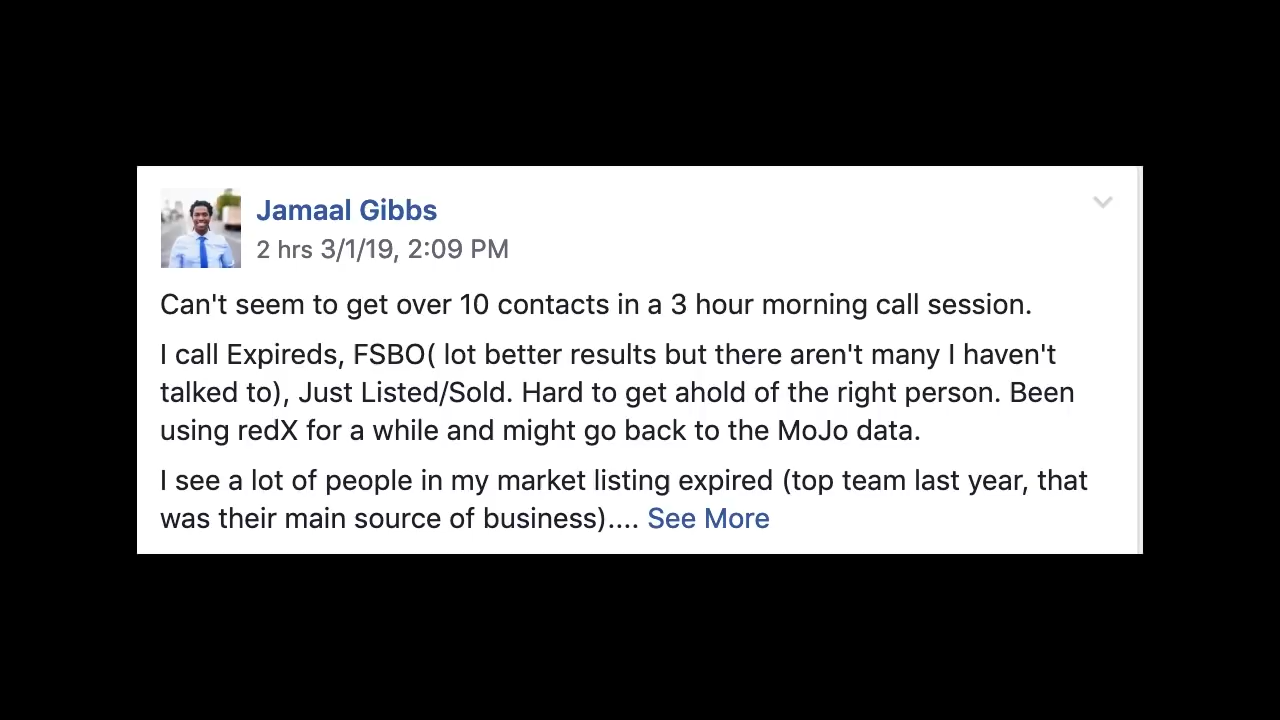 Jamaal Gibbs
2 hrs 3/1/19, 2:09 PM
Can't seem to get over 10 contacts in a 3 hour morning call session.
I call Expireds, FSBO( lot better results but there aren't many I haven't
talked to), Just Listed/Sold. Hard to get ahold of the right person. Been
using redX for a while and might go back to the MoJo data.
I see a lot of people in my market listing expired (top team last year, that
was their main source of business).... See More